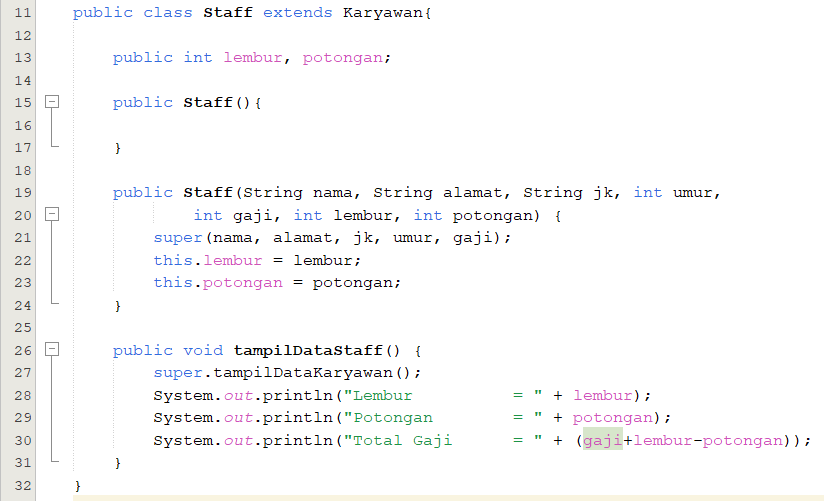 11 public class Staff extends Karyawan{
12
13 public int lembur, potongan;
14
15 public Staff(){
16
17 }
18
19 public Staff(String nama, String alamat, String jk, int umur,
20 int gaji, int lembur, int potongan) {
21 super(nama, alamat, jk, umur, gaji);
22 this.lembur = lembur;
23 this.potongan = potongan;
24 }
25
26 public void tampilDataStaff() {
27 super.tampilDataKaryawan();
28 System.out.println("Lembur          = " + lembur);
29 System.out.println("Potongan        = " + potongan);
30 System.out.println("Total Gaji      = " + (gaji+lembur-potongan));
31 }
32 }